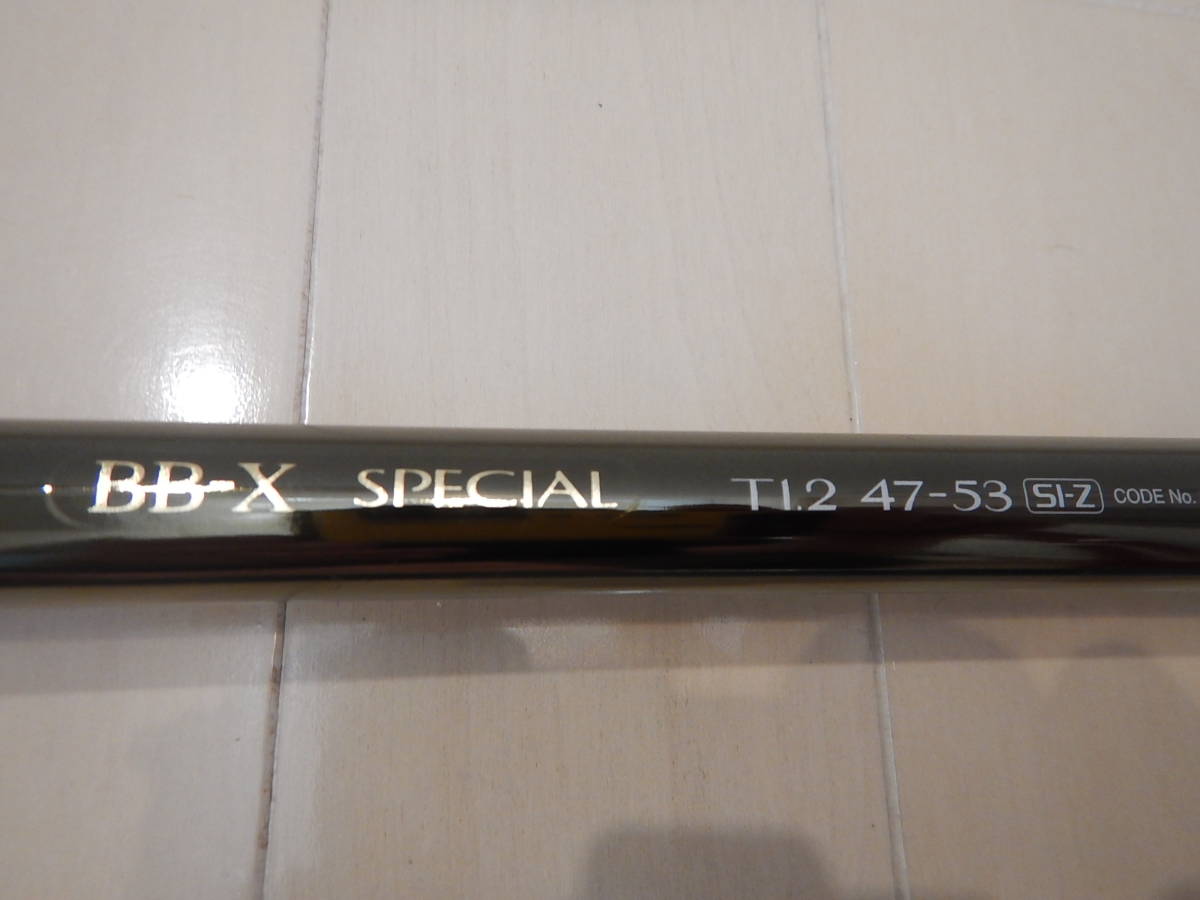 BB-X SPECIAL T1.2 47-53 SI-Z CODE No.